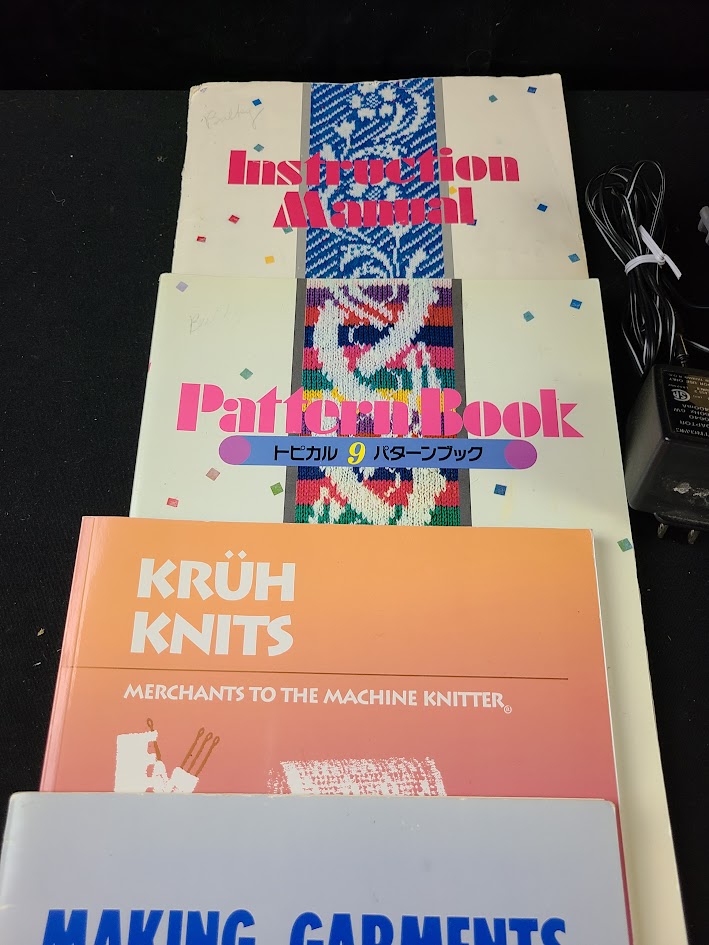 Instruction
Manual
Pattern Book
トピカル 9 パターンブック
KRÜH
KNITS
MERCHANTS TO THE MACHINE KNITTER®
MAKING GARMENTS